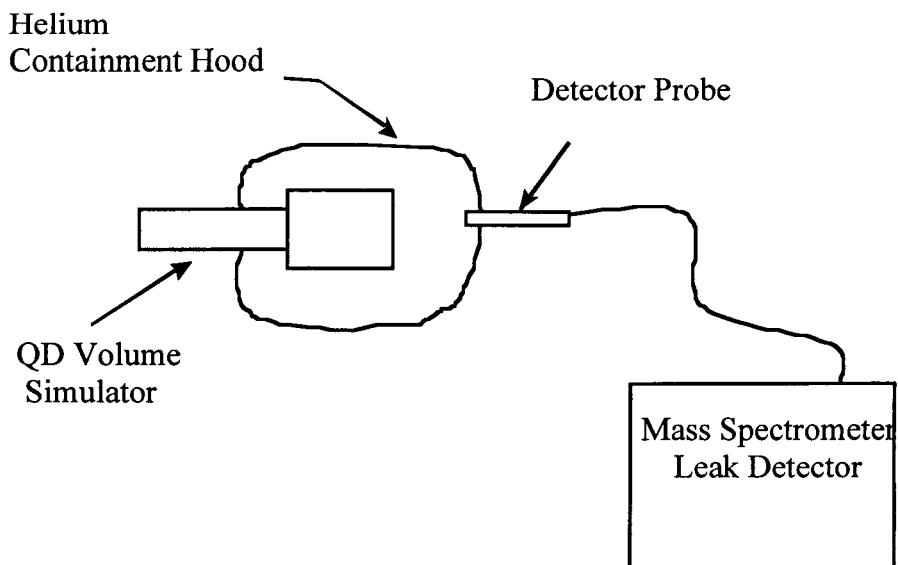 Helium
Containment Hood
Detector Probe
QD Volume
Simulator
Mass Spectrometer
Leak Detector